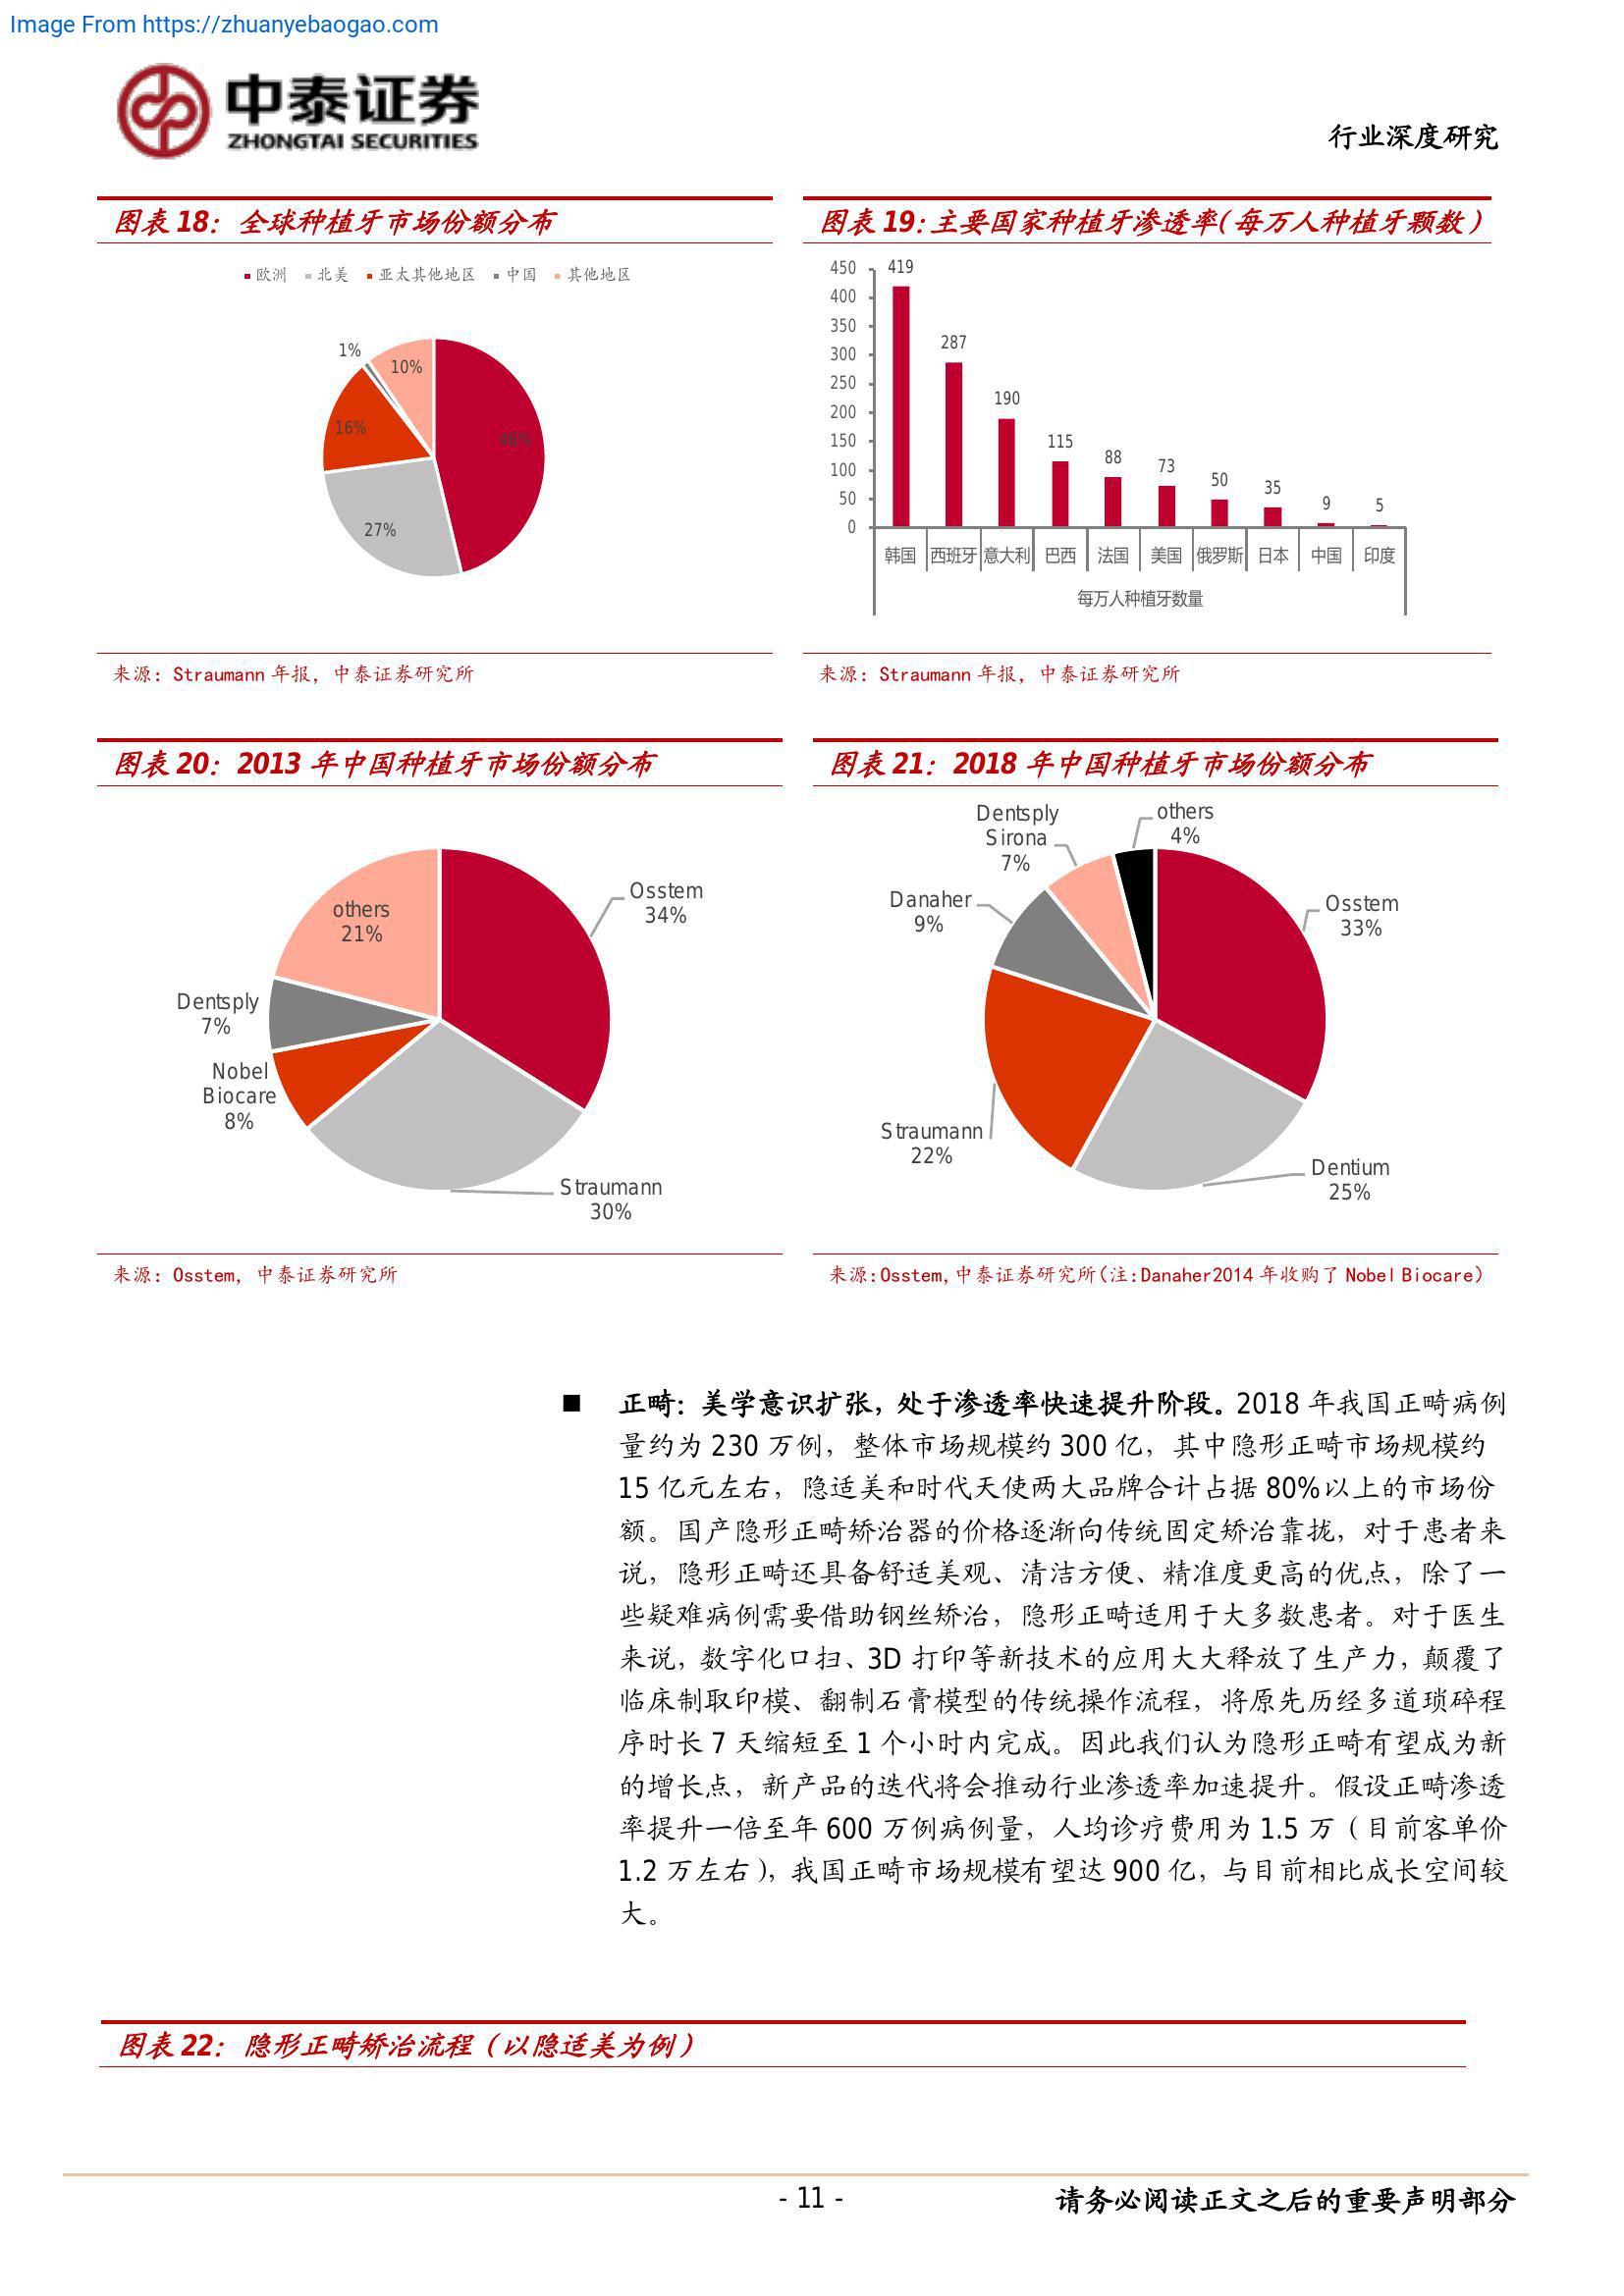 Image From https://zhuanyebaogao.com
中泰证券
ZHONGTAI SECURITIES
行业深度研究
图表 18：全球种植牙市场份额分布
欧洲 北美 亚太其他地区 中国 其他地区
1%
10%
16%
46%
27%
来源：Straumann 年报，中泰证券研究所
图表 19：主要国家种植牙渗透率（每万人种植牙颗数）
450
400
350
300
250
200
150
100
50
0
419
287
190
115
88
73
50
35
9
5
韩国 西班牙 意大利 巴西 法国 美国 俄罗斯 日本 中国 印度
每万人种植牙数量
来源：Straumann 年报，中泰证券研究所
图表 20：2013 年中国种植牙市场份额分布
Osstem
34%
others
21%
Dentsply
7%
Nobel
Biocare
8%
Straumann
30%
来源：Osstem，中泰证券研究所
图表 21：2018 年中国种植牙市场份额分布
Dentsply
Sirona
7%
others
4%
Danaher
9%
Osstem
33%
Straumann
22%
Dentium
25%
来源：Osstem，中泰证券研究所（注：Danaher2014 年收购了 Nobel Biocare）
■ 正畸：美学意识扩张，处于渗透率快速提升阶段。2018 年我国正畸病例
量约为 230 万例，整体市场规模约 300 亿，其中隐形正畸市场规模约
15 亿元左右，隐适美和时代天使两大品牌合计占据 80%以上的市场份
额。国产隐形正畸矫治器的价格逐渐向传统固定矫治靠拢，对于患者来
说，隐形正畸还具备舒适美观、清洁方便、精准度更高的优点，除了一
些疑难病例需要借助钢丝矫治，隐形正畸适用于大多数患者。对于医生
来说，数字化口扫、3D 打印等新技术的应用大大释放了生产力，颠覆了
临床制取印模、翻制石膏模型的传统操作流程，将原先历经多道琐碎程
序时长 7 天缩短至 1 个小时内完成。因此我们认为隐形正畸有望成为新
的增长点，新产品的迭代将会推动行业渗透率加速提升。假设正畸渗透
率提升一倍至年 600 万例病例量，人均诊疗费用为 1.5 万（目前客单价
1.2 万左右），我国正畸市场规模有望达 900 亿，与目前相比成长空间较
大。
图表 22：隐形正畸矫治流程（以隐适美为例）
- 11 -
请务必阅读正文之后的重要声明部分